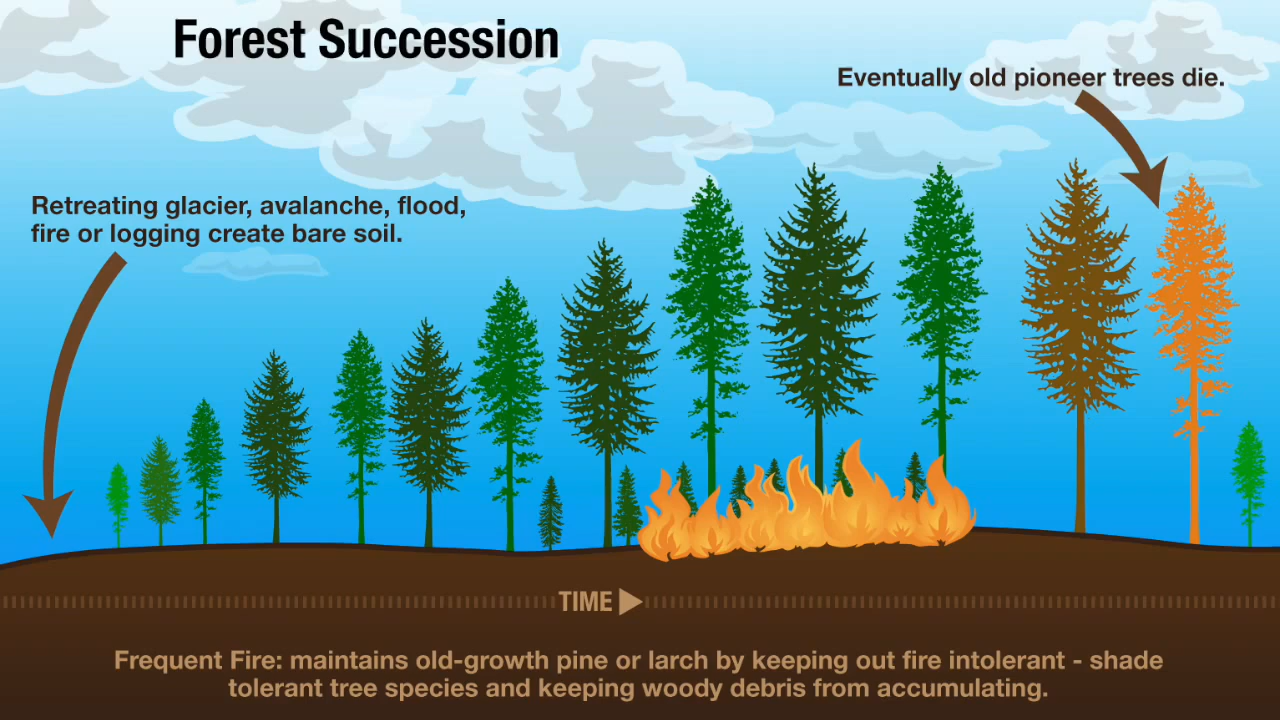 Forest Succession
Eventually old pioneer trees die.
Retreating glacier, avalanche, flood,
fire or logging create bare soil.
TIME
Frequent Fire: maintains old-growth pine or larch by keeping out fire intolerant - shade
tolerant tree species and keeping woody debris from accumulating.